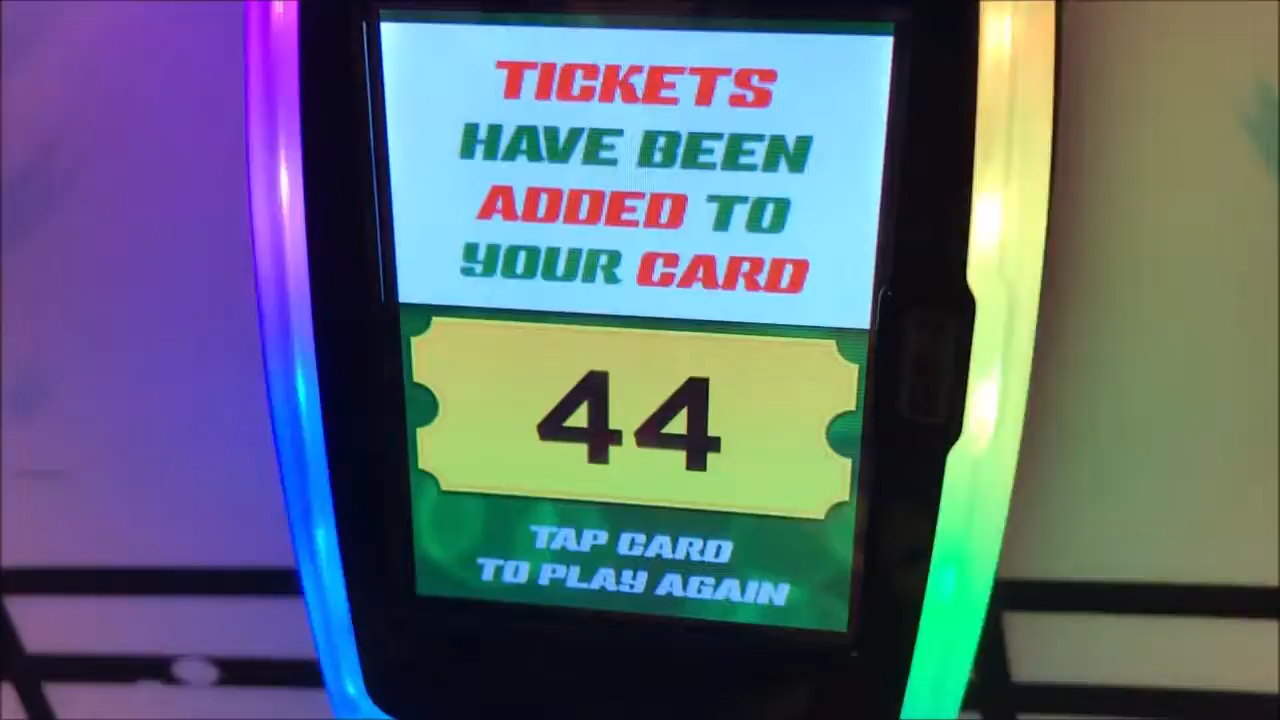 TICKETS
HAVE BEEN
ADDED TO
YOUR CARD
44
TAP CARD
TO PLAY AGAIN